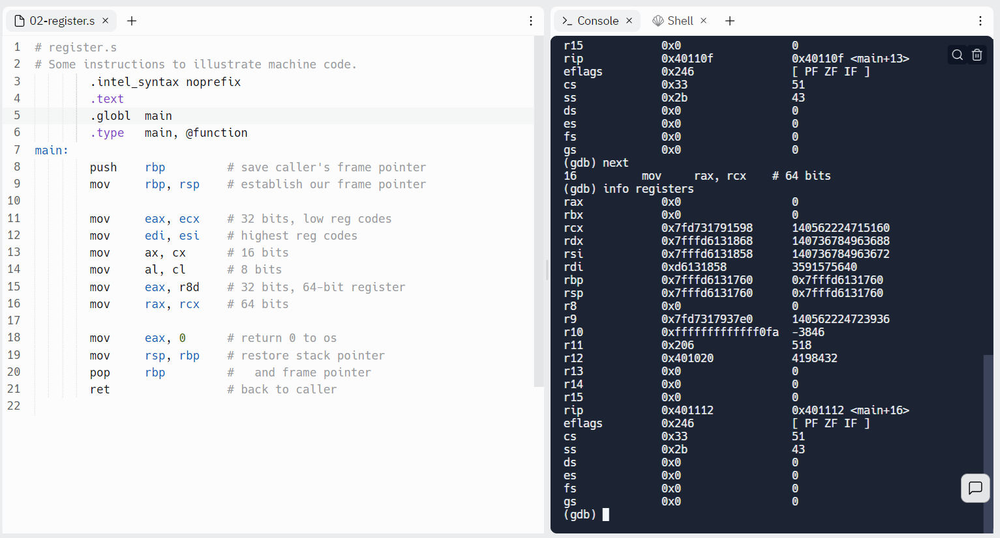 02-register.s
1 # register.s
2 # Some instructions to illustrate machine code.
3 .intel_syntax noprefix
4 .text
5 .globl main
6 .type main, @function
7 main:
8 push rbp # save caller's frame pointer
9 mov rbp, rsp # establish our frame pointer
10
11 mov eax, ecx # 32 bits, low reg codes
12 mov edi, esi # highest reg codes
13 mov ax, cx # 16 bits
14 mov al, cl # 8 bits
15 mov eax, r8d # 32 bits, 64-bit register
16 mov rax, rcx # 64 bits
17
18 mov eax, 0 # return 0 to os
19 mov rsp, rbp # restore stack pointer
20 pop rbp # and frame pointer
21 ret # back to caller
22
>_ Console
Shell
r15 0x0 0
rip 0x40110f 0x40110f <main+13>
eflags 0x246 [ PF ZF IF ]
cs 0x33 51
ss 0x2b 43
ds 0x0 0
es 0x0 0
fs 0x0 0
gs 0x0 0
(gdb) next
16 mov rax, rcx # 64 bits
(gdb) info registers
rax 0x0 0
rbx 0x0 0
rcx 0x7fd731791598 140562224715160
rdx 0x7fffd6131868 140736784963688
rsi 0x7fffd6131858 140736784963672
rdi 0xd6131858 3591575640
rbp 0x7fffd6131760 0x7fffd6131760
rsp 0x7fffd6131760 0x7fffd6131760
r8 0x0 0
r9 0x7fd7317937e0 140562224723936
r10 0xfffffffffffff0fa -3846
r11 0x206 518
r12 0x401020 4198432
r13 0x0 0
r14 0x0 0
r15 0x0 0
rip 0x401112 0x401112 <main+16>
eflags 0x246 [ PF ZF IF ]
cs 0x33 51
ss 0x2b 43
ds 0x0 0
es 0x0 0
fs 0x0 0
gs 0x0 0
(gdb)